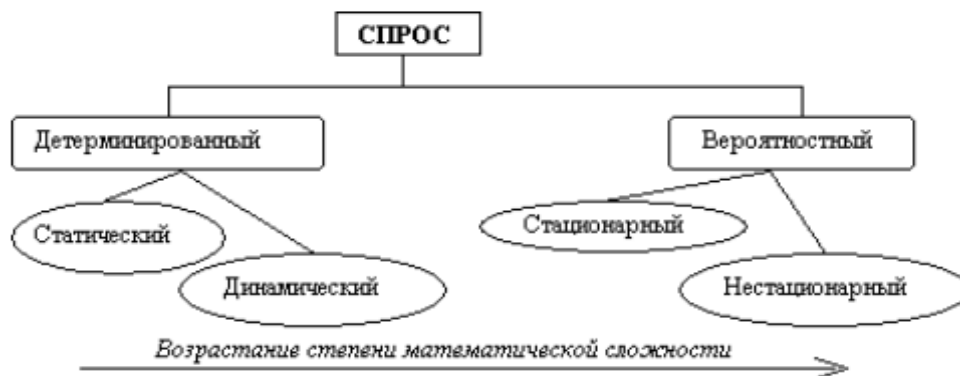 СПРОС
Детерминированный
Вероятностный
Статический
Стационарный
Динамический
Нестационарный
Возрастание степени математической сложности